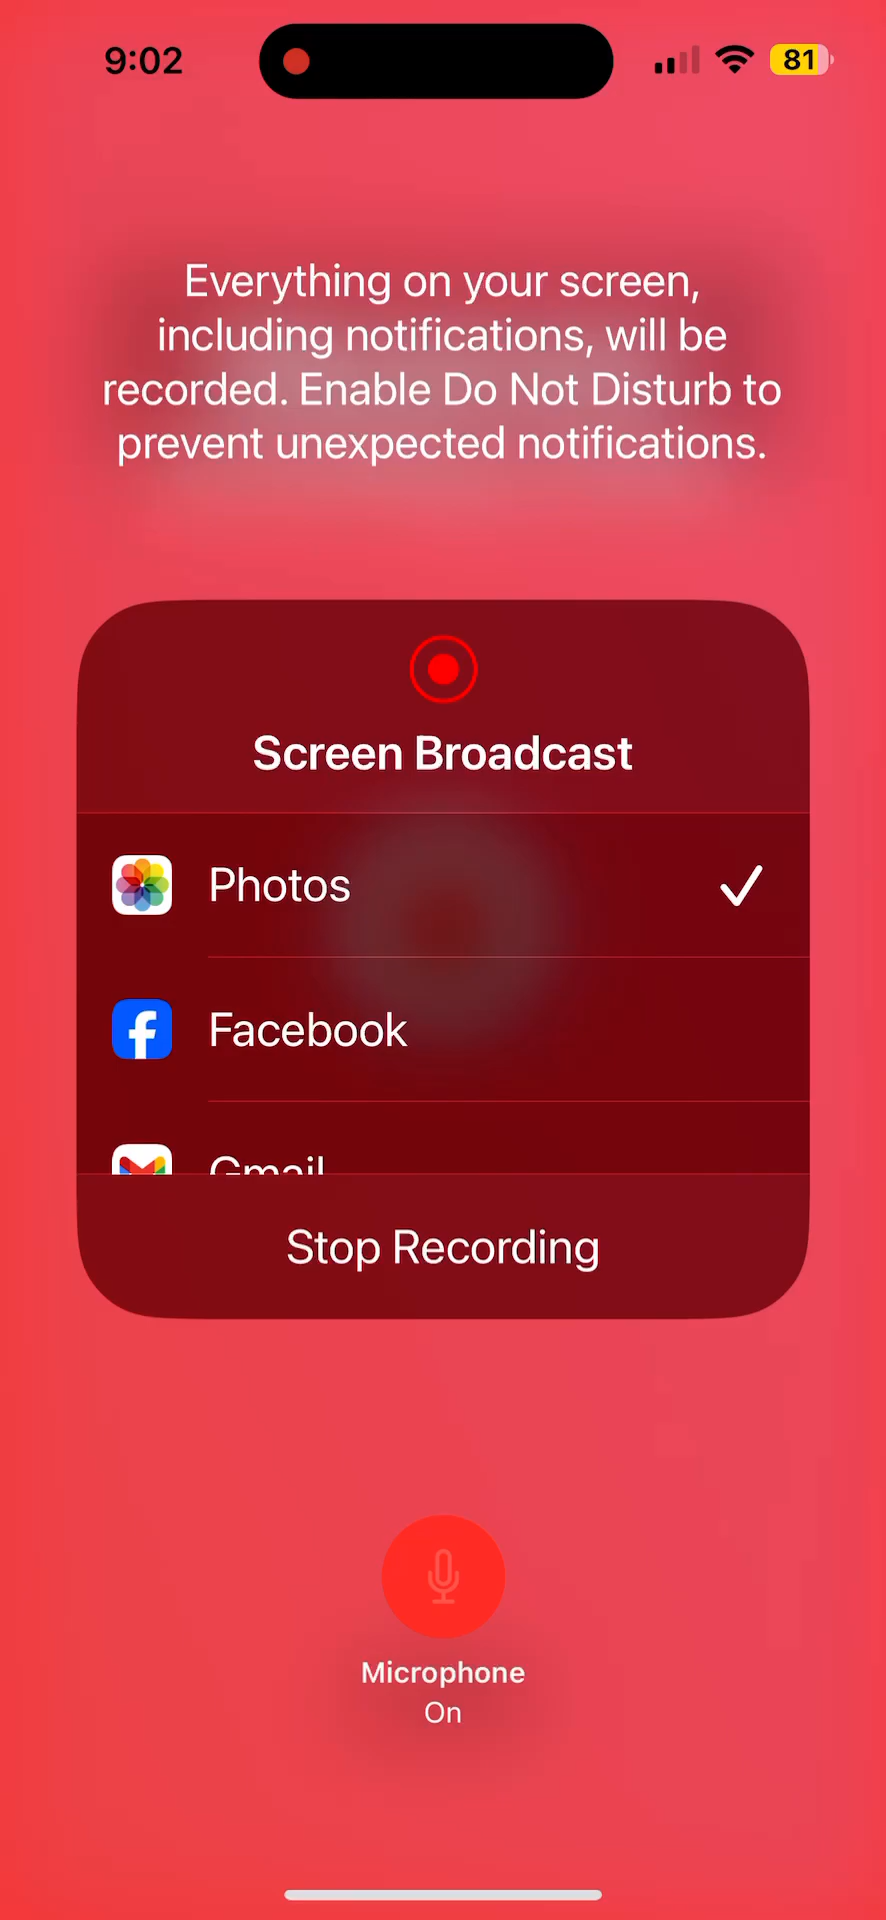 9:02
81
Everything on your screen,
including notifications, will be
recorded. Enable Do Not Disturb to
prevent unexpected notifications.
Screen Broadcast
Photos
Facebook
Gmail
Stop Recording
Microphone
On